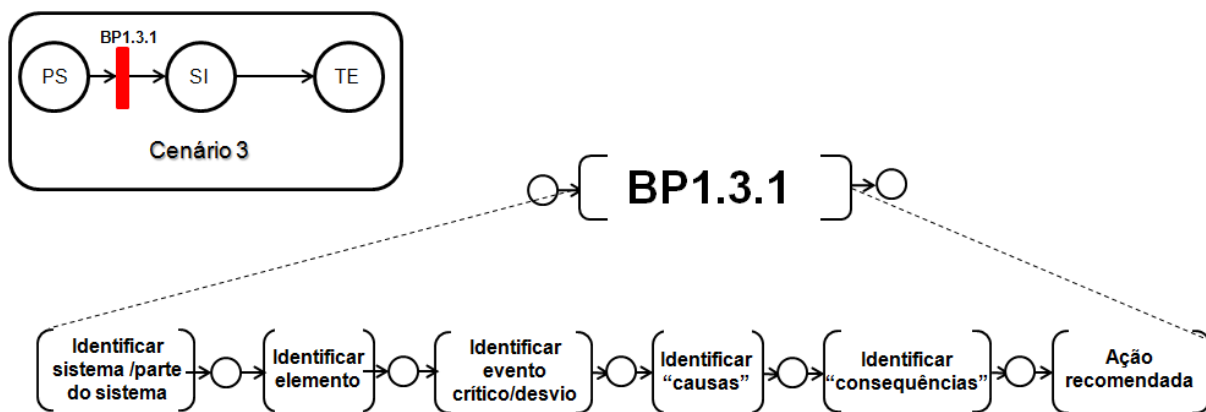 BP1.3.1
PS
SI
TE
Cenário 3
BP1.3.1
Identificar
sistema /parte
do sistema
Identificar
elemento
Identificar
evento
crítico/desvio
Identificar
“causas”
Identificar
“consequências”
Ação
recomendada